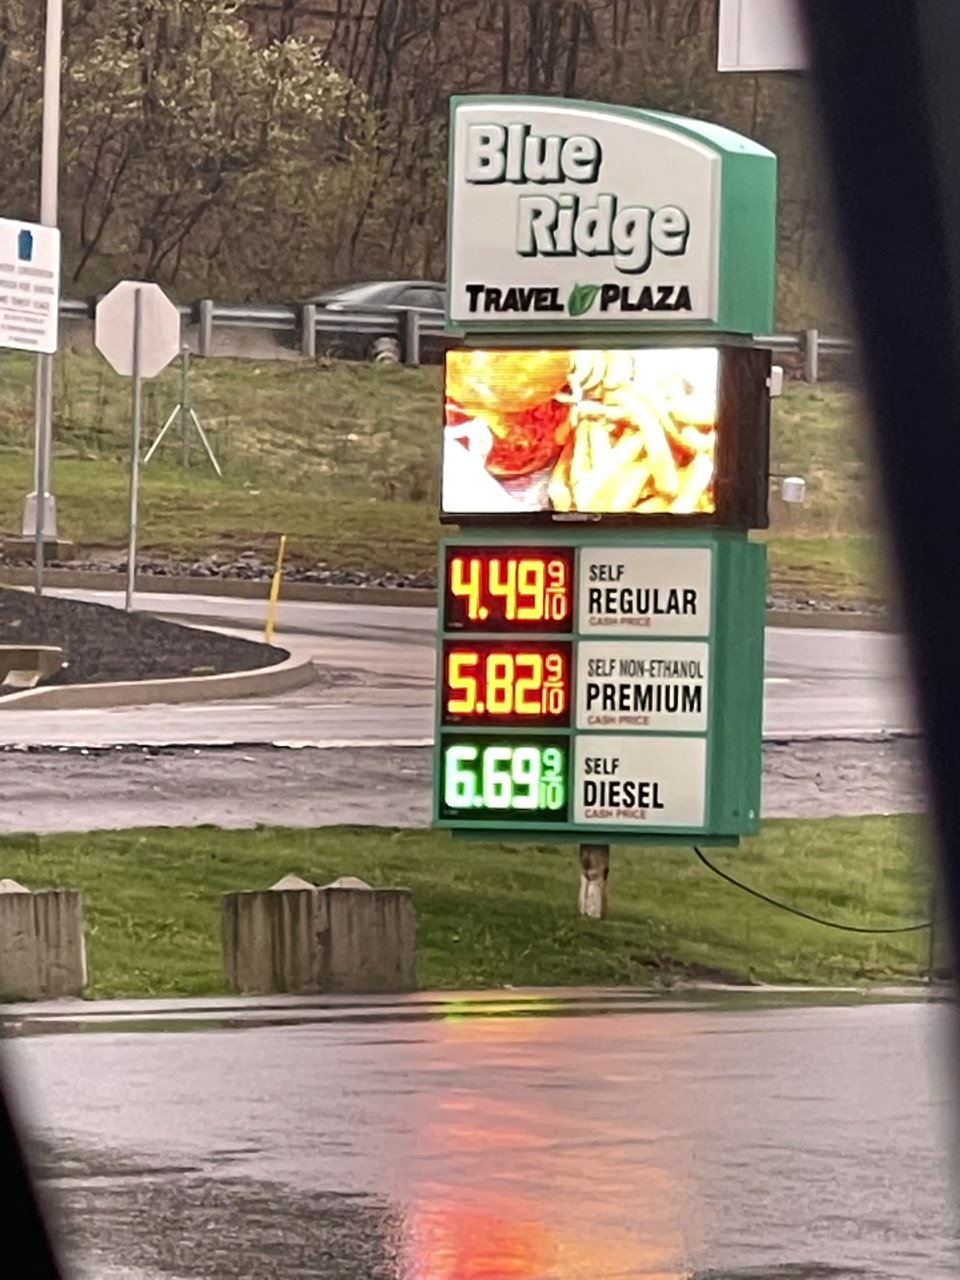 Blue
Ridge
TRAVEL PLAZA
4.49 9/10
SELF
REGULAR
CASH PRICE
5.82 9/10
SELF NON-ETHANOL
PREMIUM
CASH PRICE
6.69 9/10
SELF
DIESEL
CASH PRICE